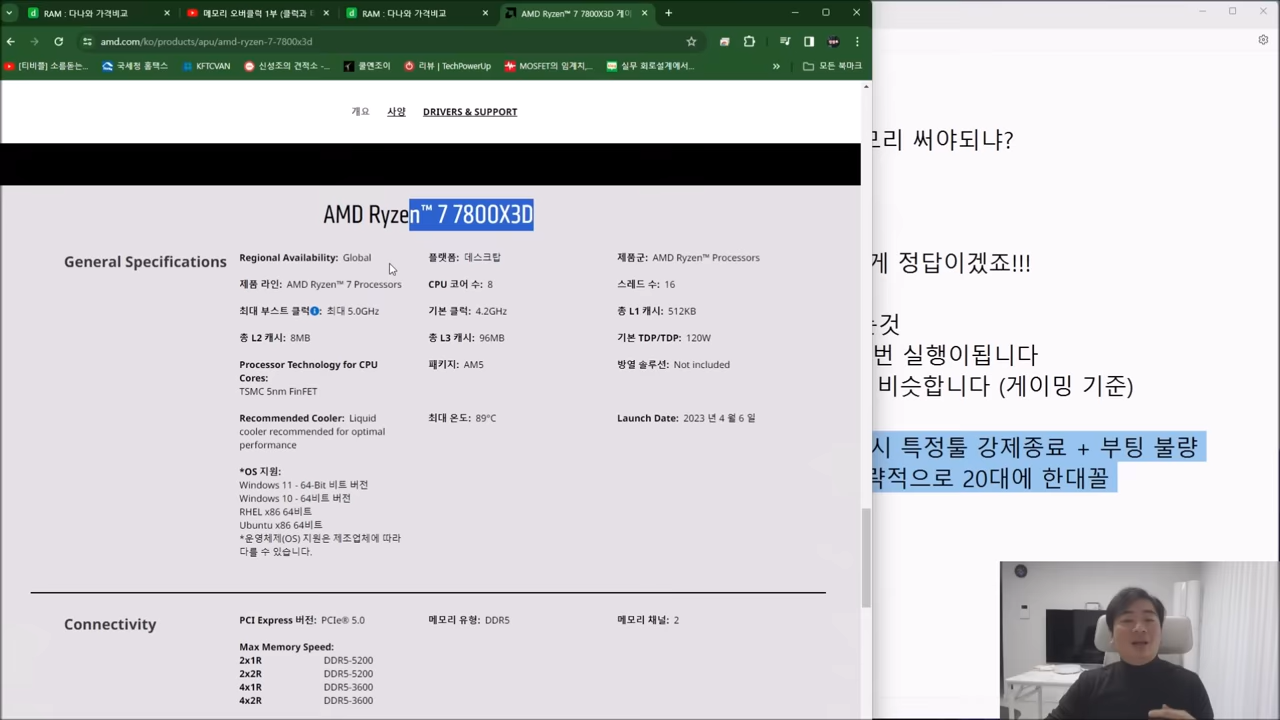 RAM : 다나와 가격비교
메모리 오버클럭 1부 (클럭과 타
RAM : 다나와 가격비교
AMD Ryzen™ 7 7800X3D 게이
amd.com/ko/products/apu/amd-ryzen-7-7800x3d
[티비플] 소름돋는...
국세청 홈택스
KFTCVAN
신성조의 견적소 -...
쿨앤조이
리뷰 | TechPowerUp
MOSFET의 임계지,...
실무 회로설계에서...
»
모든 북마크
개요 사양 DRIVERS & SUPPORT
AMD Ryzen™ 7 7800X3D
General Specifications
Regional Availability: Global
플랫폼: 데스크탑
제품군: AMD Ryzen™ Processors
제품 라인: AMD Ryzen™ 7 Processors
CPU 코어 수: 8
스레드 수: 16
최대 부스트 클럭: 최대 5.0GHz
기본 클럭: 4.2GHz
총 L1 캐시: 512KB
총 L2 캐시: 8MB
총 L3 캐시: 96MB
기본 TDP/TDP: 120W
Processor Technology for CPU
Cores:
TSMC 5nm FinFET
패키지: AM5
방열 솔루션: Not included
Recommended Cooler: Liquid
cooler recommended for optimal
performance
최대 온도: 89°C
Launch Date: 2023 년 4 월 6 일
*OS 지원:
Windows 11 - 64-Bit 비트 버전
Windows 10 - 64비트 버전
RHEL x86 64비트
Ubuntu x86 64비트
*운영체제(OS) 지원은 제조업체에 따라
다를 수 있습니다.
Connectivity
PCI Express 버전: PCIe® 5.0
메모리 유형: DDR5
메모리 채널: 2
Max Memory Speed:
2x1R DDR5-5200
2x2R DDR5-5200
4x1R DDR5-3600
4x2R DDR5-3600
모리 써야되냐?
게 정답이겠죠!!!
는것
번 실행이됩니다
비슷합니다 (게이밍 기준)
시 특정툴 강제종료 + 부팅 불량
략적으로 20대에 한대꼴